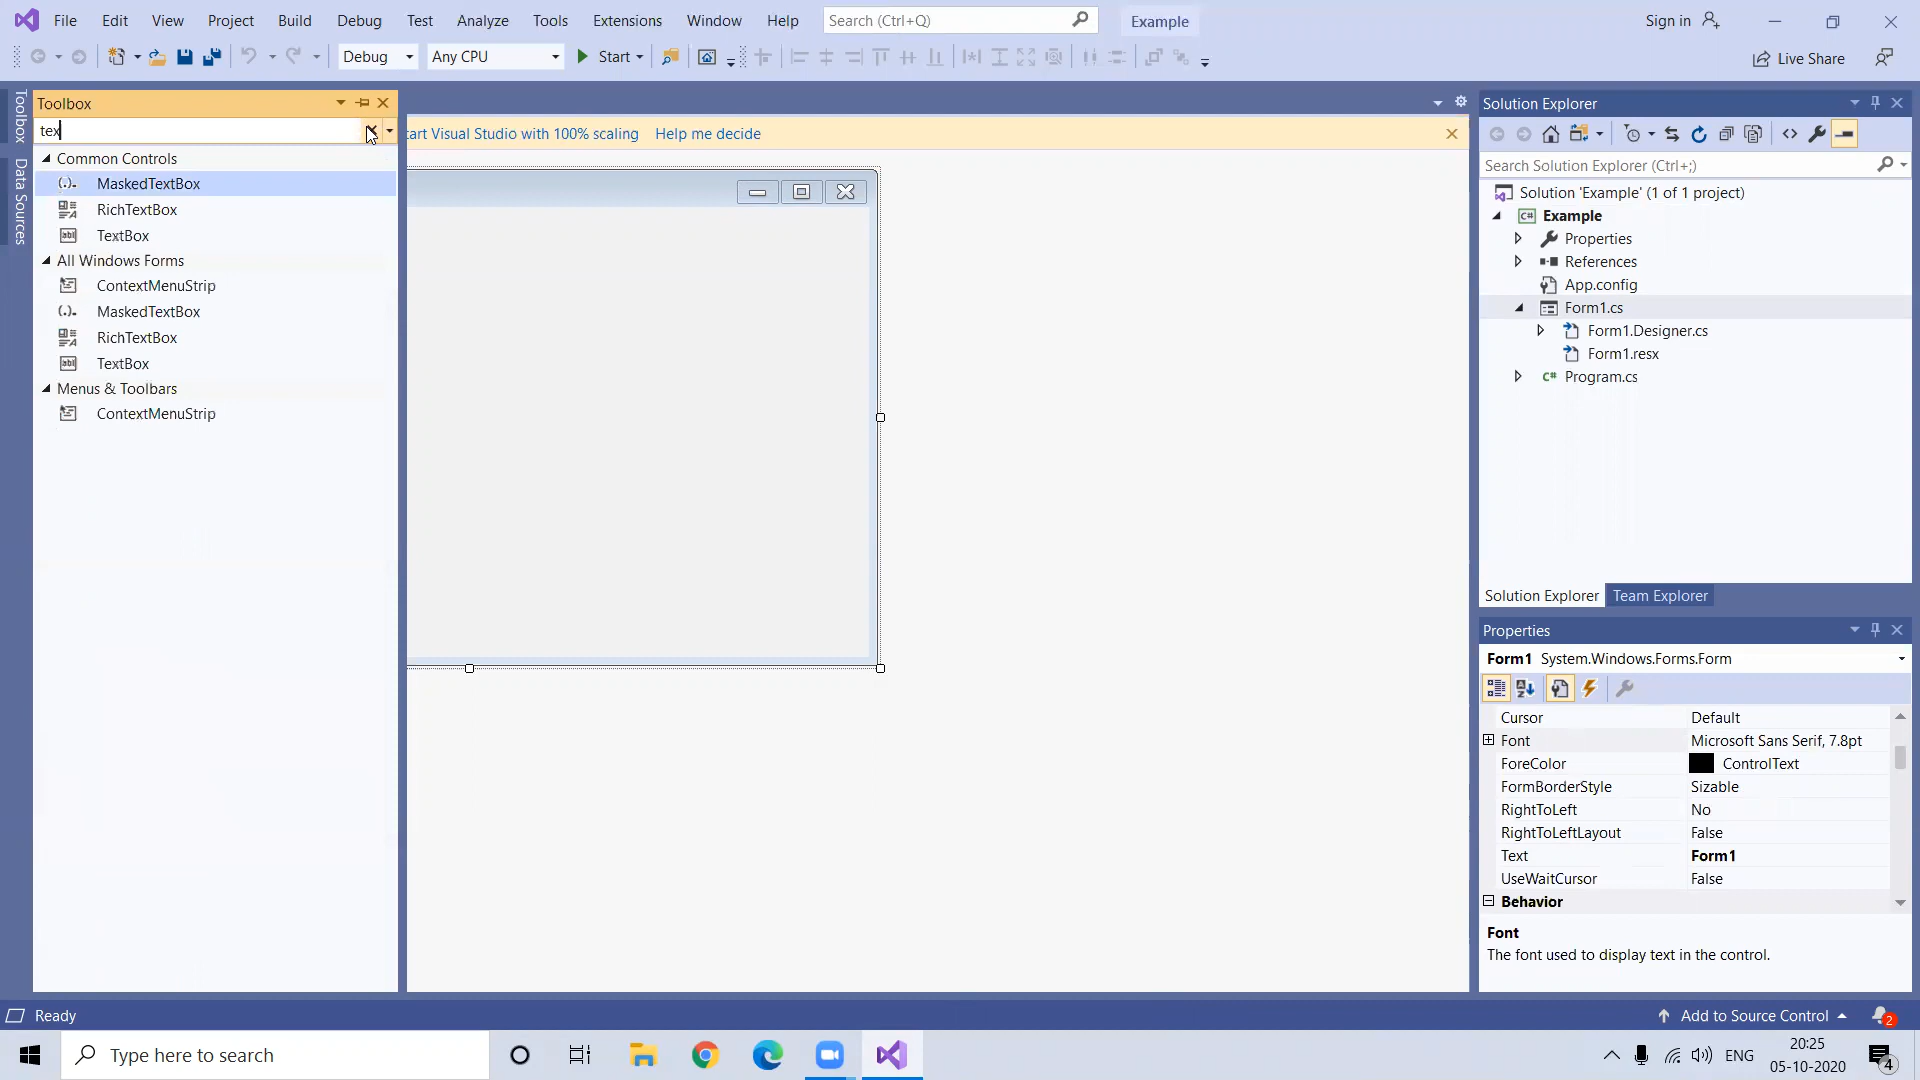 File Edit View Project Build Debug Test Analyze Tools Extensions Window Help Search (Ctrl+Q) Example Sign in
Debug Any CPU Start Live Share
Toolbox
Data Sources
Toolbox
tex
Common Controls
MaskedTextBox
RichTextBox
TextBox
All Windows Forms
ContextMenuStrip
MaskedTextBox
RichTextBox
TextBox
Menus & Toolbars
ContextMenuStrip
tart Visual Studio with 100% scaling Help me decide
Solution Explorer
Search Solution Explorer (Ctrl+;)
Solution 'Example' (1 of 1 project)
C# Example
Properties
References
App.config
Form1.cs
Form1.Designer.cs
Form1.resx
C# Program.cs
Solution Explorer Team Explorer
Properties
Form1 System.Windows.Forms.Form
Cursor Default
Font Microsoft Sans Serif, 7.8pt
ForeColor ControlText
FormBorderStyle Sizable
RightToLeft No
RightToLeftLayout False
Text Form1
UseWaitCursor False
Behavior
Font
The font used to display text in the control.
Ready Add to Source Control 2
Type here to search ENG
20:25
05-10-2020
4